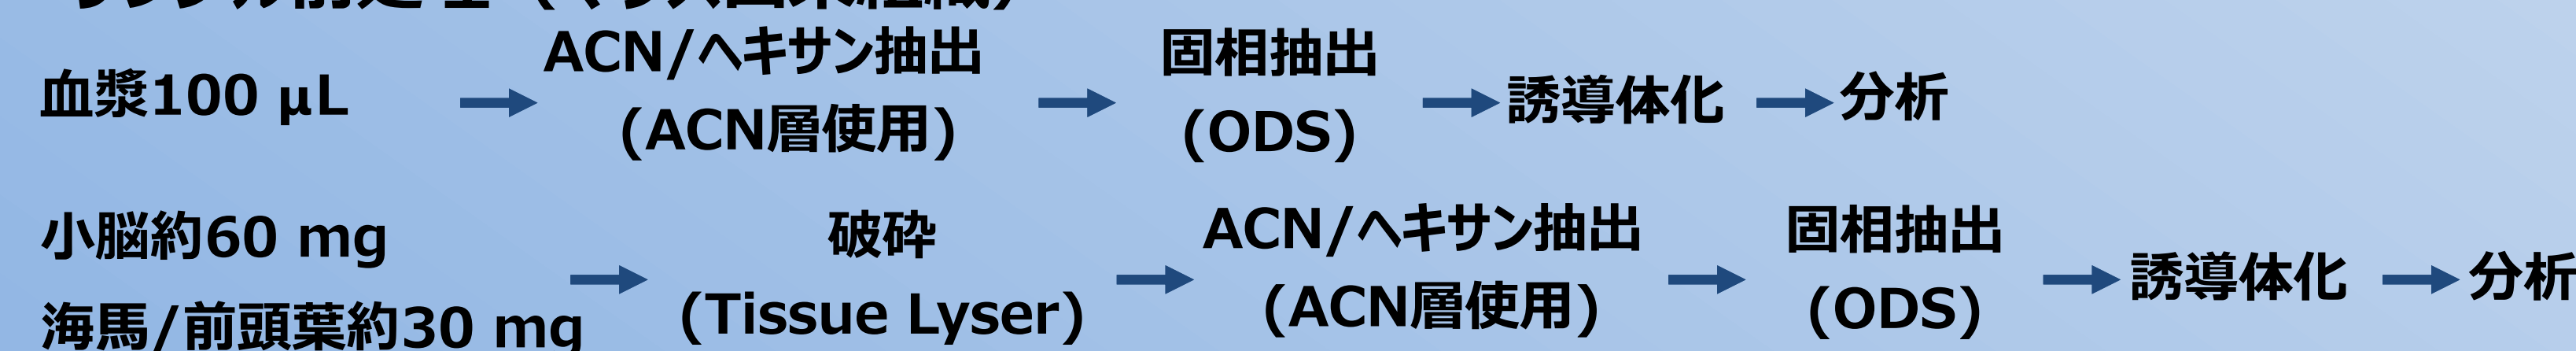 血漿100 µL
ACN/ヘキサン抽出
(ACN層使用)
固相抽出
(ODS)
誘導体化
分析
小脳約60 mg
海馬/前頭葉約30 mg
破砕
(Tissue Lyser)
ACN/ヘキサン抽出
(ACN層使用)
固相抽出
(ODS)
誘導体化
分析